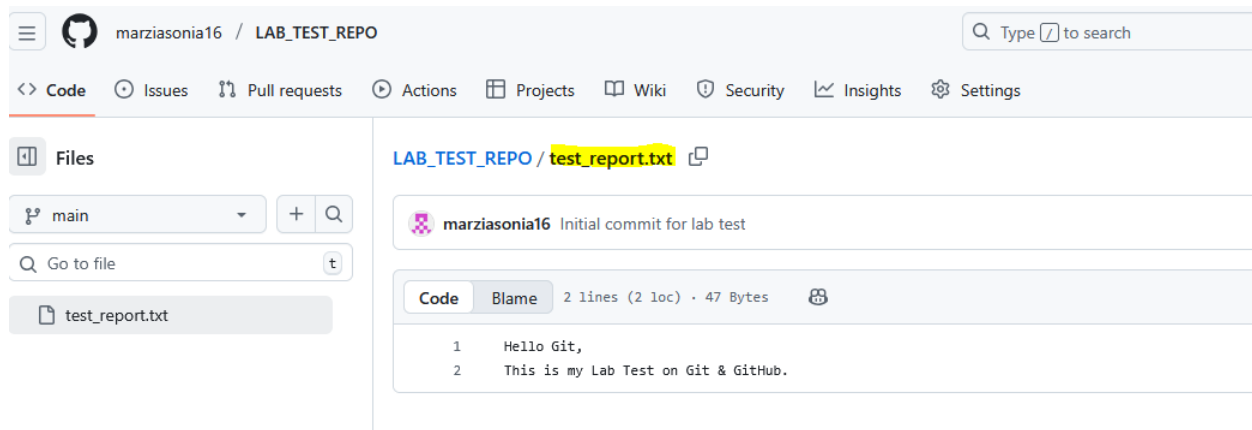 marziasonia16 / LAB_TEST_REPO
Type / to search
<> Code Issues Pull requests Actions Projects Wiki Security Insights Settings
Files
main
Go to file t
test_report.txt
LAB_TEST_REPO / test_report.txt
marziasonia16 Initial commit for lab test
Code Blame 2 lines (2 loc) · 47 Bytes
1 Hello Git,
2 This is my Lab Test on Git & GitHub.